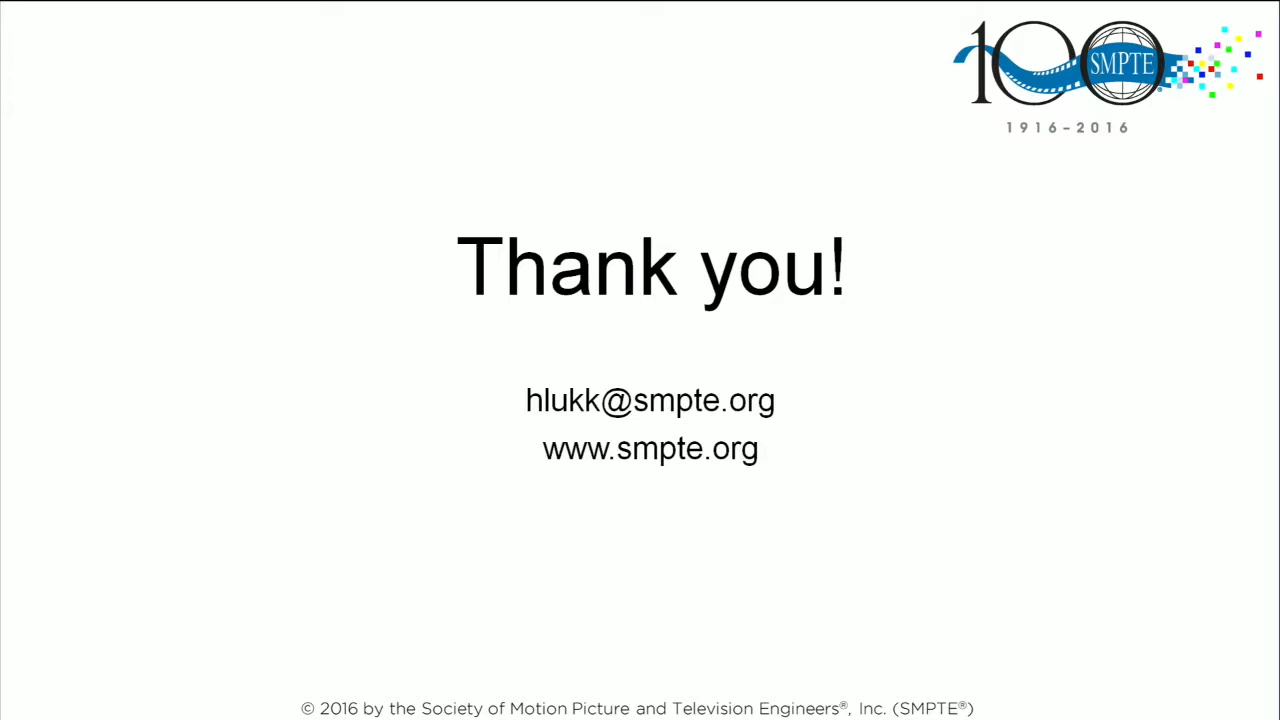 100
SMPTE
1916-2016
Thank you!
hlukk@smpte.org
www.smpte.org
© 2016 by the Society of Motion Picture and Television Engineers®, Inc. (SMPTE®)